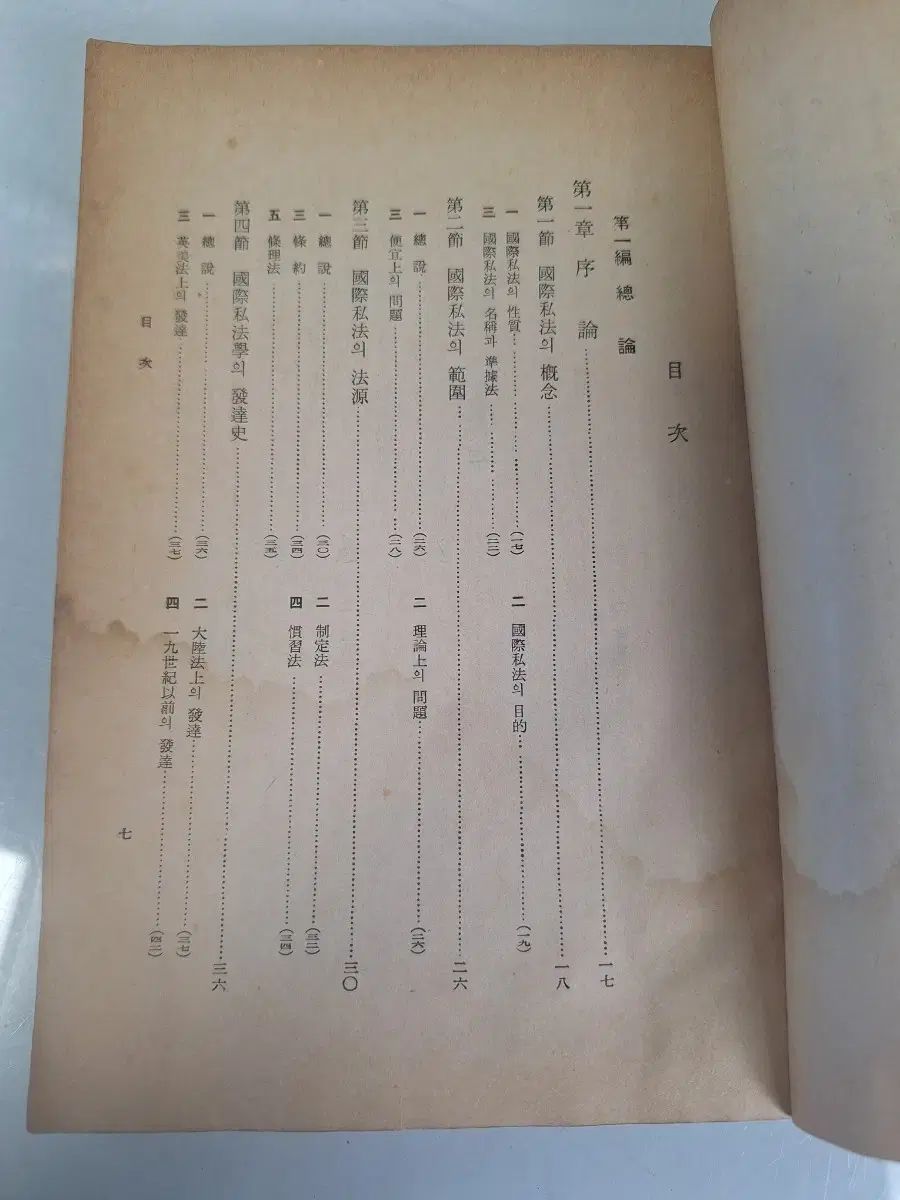 目次
第一編 總論
第一章 序論 一七
第一節 國際私法의 槪念 一八
一 國際私法의 性質 (一七) 二 國際私法의 目的 (一九)
三 國際私法의 名稱과 準據法 (二二)
第二節 國際私法의 範圍 二六
一 總說 (二六) 二 理論上의 問題 (二六)
三 便宜上의 問題 (二八)
第三節 國際私法의 法源 三〇
一 總說 (三〇) 二 制定法 (三二)
三 條約 (三四) 四 慣習法 (三四)
五 條理法 (三五)
第四節 國際私法學의 發達史 三六
一 總說 (三六) 二 大陸法上의 發達 (三七)
三 英美法上의 發達 (三七) 四 一九世紀以前의 發達 (四二)
目次
七